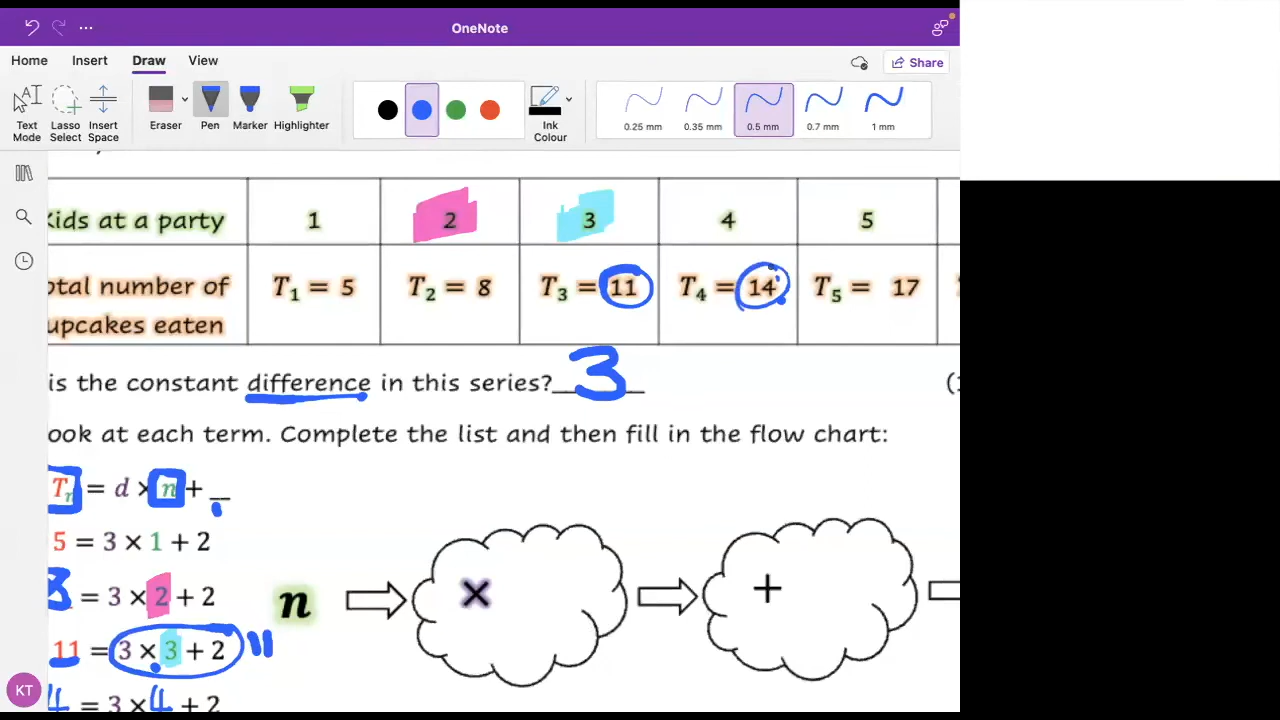 OneNote
Home Insert Draw View Share
Text Mode Lasso Select Insert Space Eraser Pen Marker Highlighter Ink Colour 0.25 mm 0.35 mm 0.5 mm 0.7 mm 1 mm
Kids at a party 1 2 3 4 5
otal number of T₁ = 5 T₂ = 8 T₃ = 11 T₄ = 14 T₅ = 17
upcakes eaten
is the constant difference in this series? 3 (
ook at each term. Complete the list and then fill in the flow chart:
Tₙ = d × n + _
5 = 3 × 1 + 2
8 = 3 × 2 + 2
n × +
11 = 3 × 3 + 2 11
4 = 3 × 4 + 2
KT